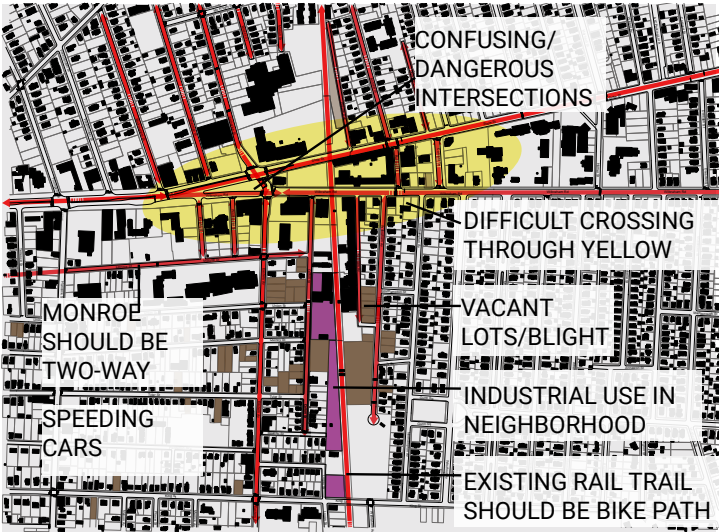 CONFUSING/
DANGEROUS
INTERSECTIONS
DIFFICULT CROSSING
THROUGH YELLOW
MONROE
SHOULD BE
TWO-WAY
VACANT
LOTS/BLIGHT
SPEEDING
CARS
INDUSTRIAL USE IN
NEIGHBORHOOD
EXISTING RAIL TRAIL
SHOULD BE BIKE PATH